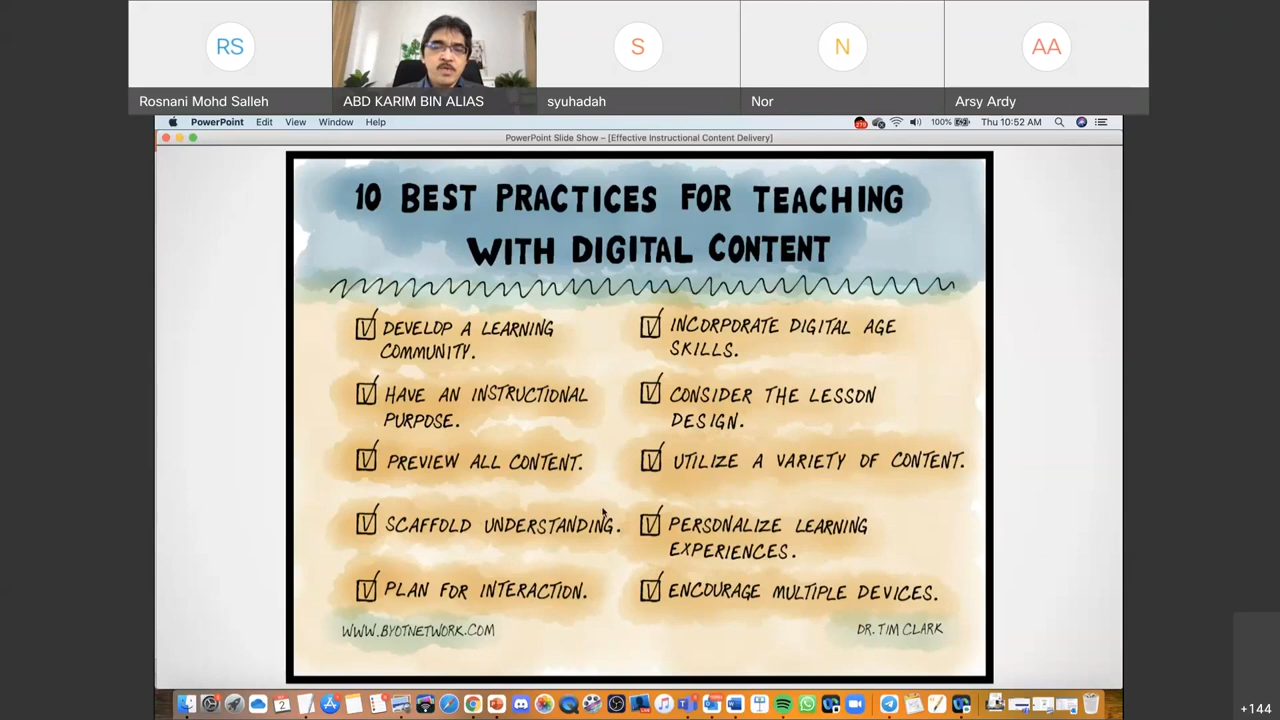 RS
S
N
AA
Rosnani Mohd Salleh
ABD KARIM BIN ALIAS
syuhadah
Nor
Arsy Ardy
PowerPoint Edit View Window Help
100% Thu 10:52 AM
PowerPoint Slide Show – [Effective Instructional Content Delivery]
10 BEST PRACTICES FOR TEACHING
WITH DIGITAL CONTENT
DEVELOP A LEARNING
COMMUNITY.
HAVE AN INSTRUCTIONAL
PURPOSE.
PREVIEW ALL CONTENT.
SCAFFOLD UNDERSTANDING.
PLAN FOR INTERACTION.
INCORPORATE DIGITAL AGE
SKILLS.
CONSIDER THE LESSON
DESIGN.
UTILIZE A VARIETY OF CONTENT.
PERSONALIZE LEARNING
EXPERIENCES.
ENCOURAGE MULTIPLE DEVICES.
WWW.BYOTNETWORK.COM
DR. TIM CLARK
+144